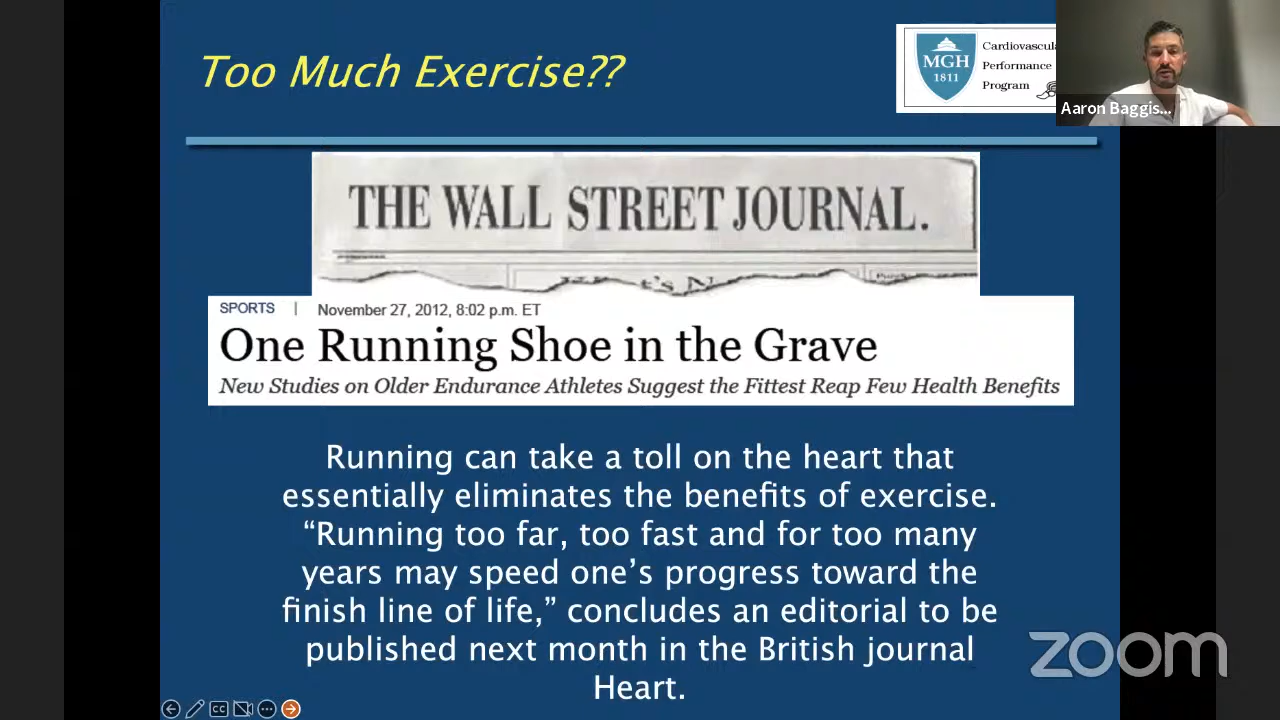 Too Much Exercise??
MGH
1811
Cardiovascula
Performance
Program
Aaron Baggis...
THE WALL STREET JOURNAL.
SPORTS | November 27, 2012, 8:02 p.m. ET
One Running Shoe in the Grave
New Studies on Older Endurance Athletes Suggest the Fittest Reap Few Health Benefits
Running can take a toll on the heart that
essentially eliminates the benefits of exercise.
“Running too far, too fast and for too many
years may speed one’s progress toward the
finish line of life,” concludes an editorial to be
published next month in the British journal
Heart.
zoom
CC